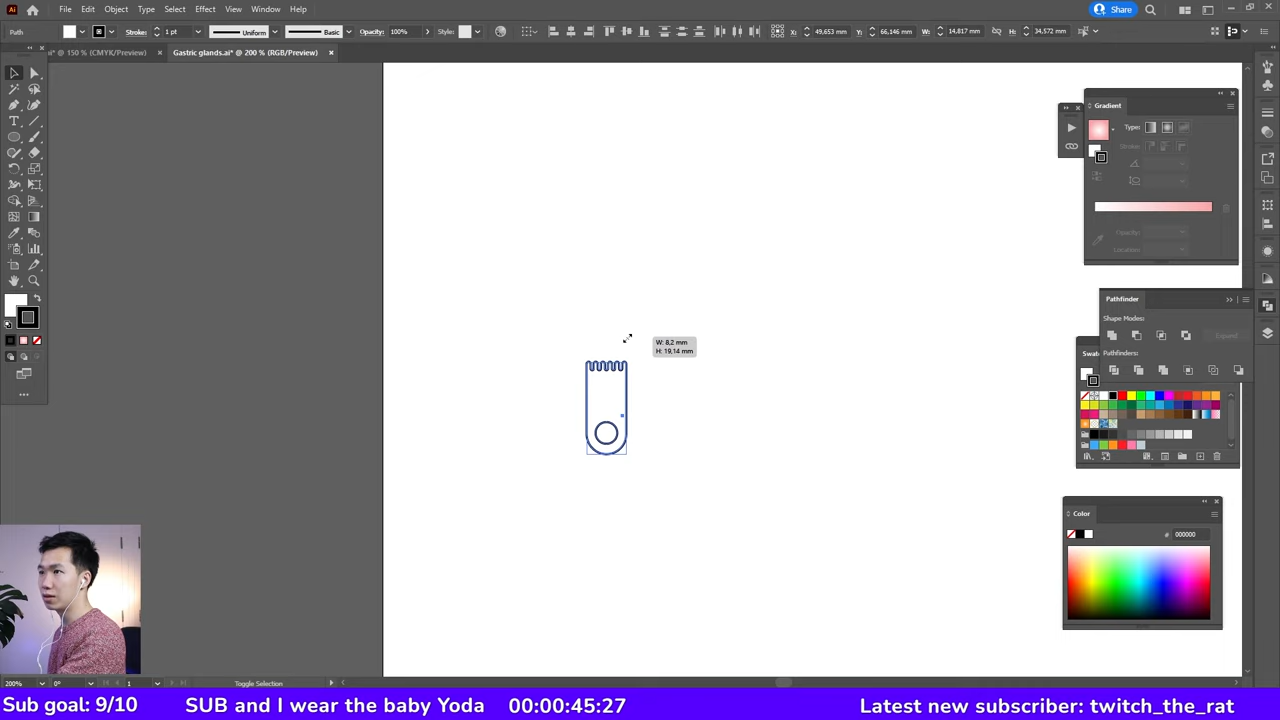 Ai File Edit Object Type Select Effect View Window Help Share
Path Stroke: 1 pt Uniform Basic Opacity: 100% Style: X: 49,653 mm Y: 66,146 mm W: 14,817 mm H: 34,572 mm
ai* @ 150 % (CMYK/Preview) × Gastric glands.ai* @ 200 % (RGB/Preview) ×
Gradient
Type:
Stroke:
Opacity:
Location:
Pathfinder
Shape Modes:
Expand
Pathfinders:
Swatc
W: 8,2 mm
H: 19,14 mm
Color
# 000000
200% 0° 1 Toggle Selection
Sub goal: 9/10 SUB and I wear the baby Yoda 00:00:45:27 Latest new subscriber: twitch_the_rat